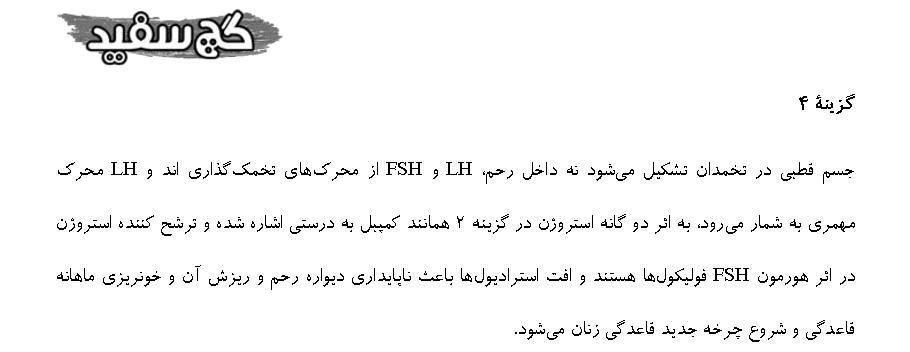 گچ سفید
گزینهٔ ۴
جسم قطبی در تخمدان تشکیل می‌شود نه داخل رحم، LH و FSH از محرک‌های تخمک‌گذاری اند و LH محرک
مهمری به شمار می‌رود، به اثر دو گانه استروژن در گزینه ۲ همانند کمپبل به درستی اشاره شده و ترشح کننده استروژن
در اثر هورمون FSH فولیکول‌ها هستند و افت استرادیول‌ها باعث ناپایداری دیواره رحم و ریزش آن و خونریزی ماهانه
قاعدگی و شروع چرخه جدید قاعدگی زنان می‌شود.